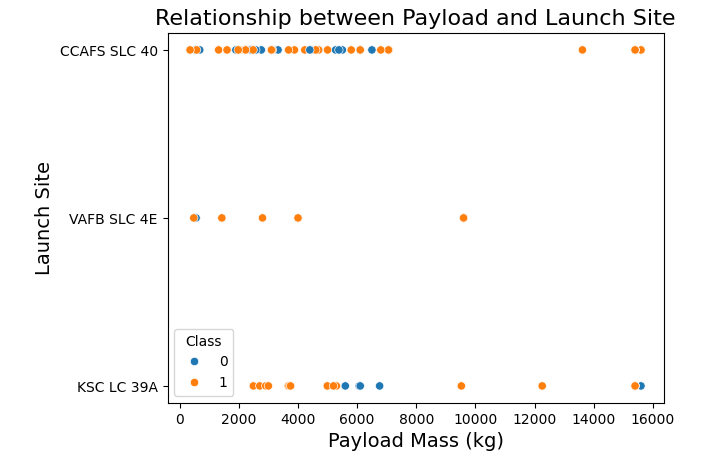 Relationship between Payload and Launch Site
CCAFS SLC 40
VAFB SLC 4E
KSC LC 39A
Launch Site
Class
0
1
0 2000 4000 6000 8000 10000 12000 14000 16000
Payload Mass (kg)